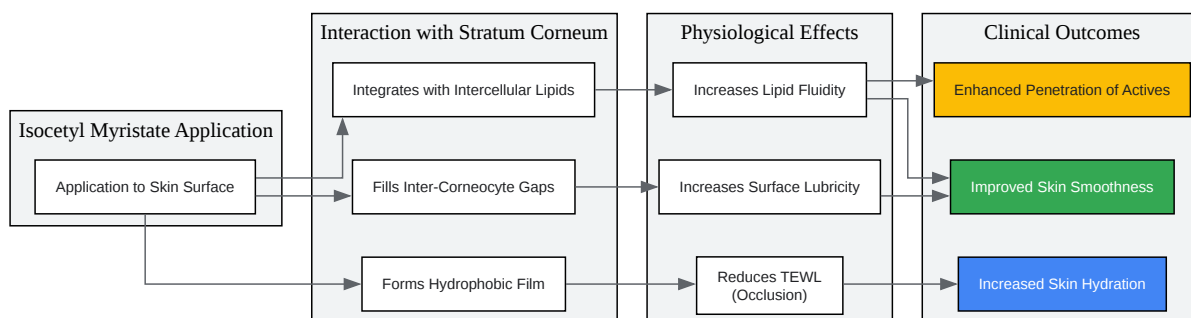 Isocetyl Myristate Application
Application to Skin Surface
Interaction with Stratum Corneum
Integrates with Intercellular Lipids
Fills Inter-Corneocyte Gaps
Forms Hydrophobic Film
Physiological Effects
Increases Lipid Fluidity
Increases Surface Lubricity
Reduces TEWL
(Occlusion)
Clinical Outcomes
Enhanced Penetration of Actives
Improved Skin Smoothness
Increased Skin Hydration